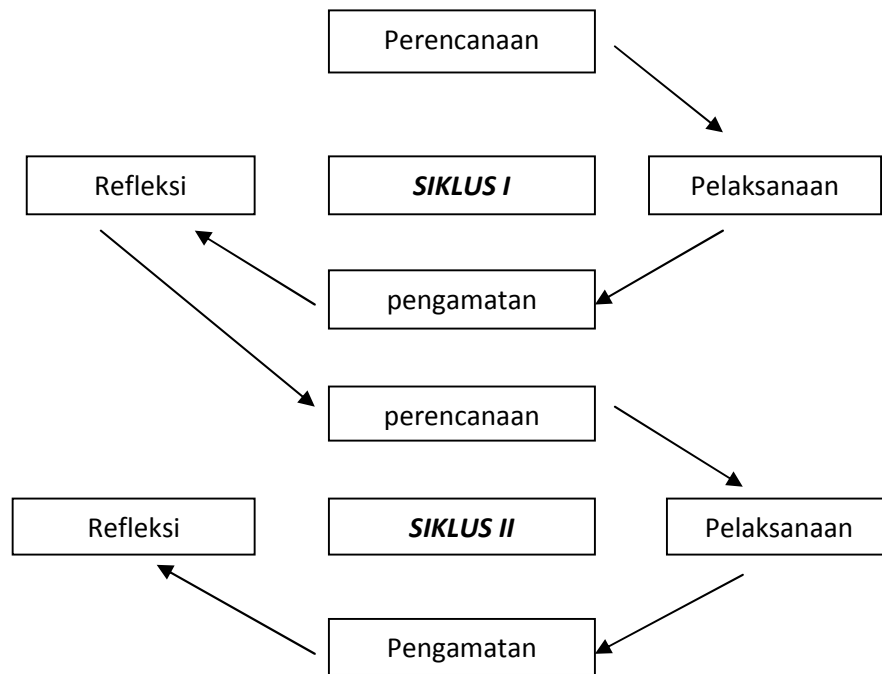 Perencanaan
Refleksi
SIKLUS I
Pelaksanaan
pengamatan
perencanaan
Refleksi
SIKLUS II
Pelaksanaan
Pengamatan